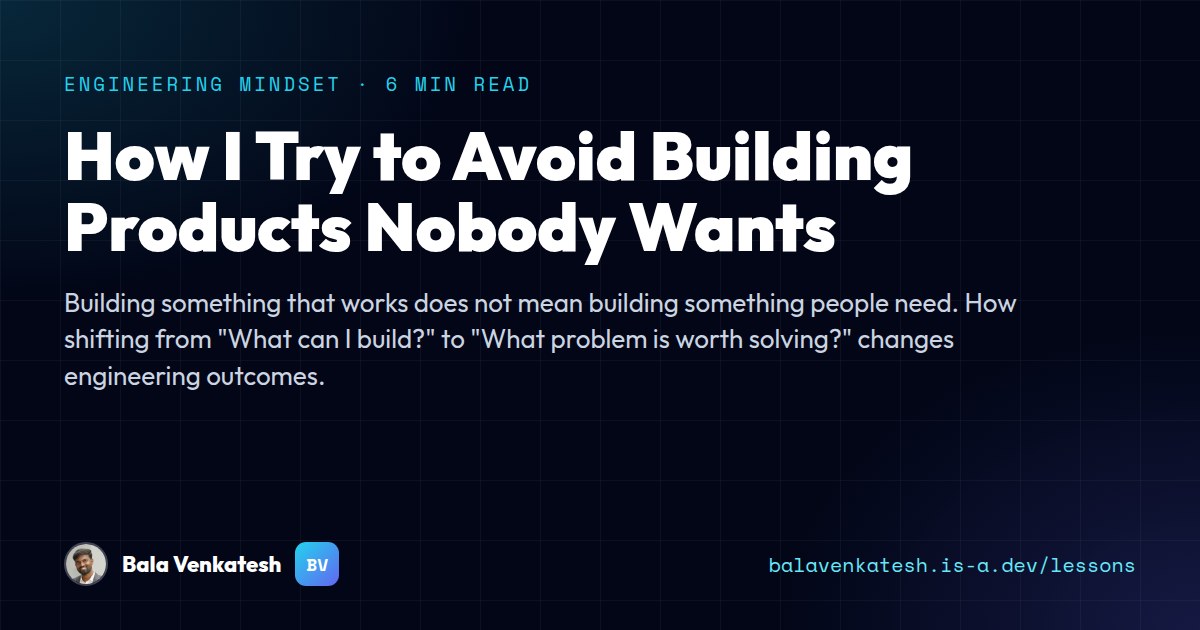 ENGINEERING MINDSET · 6 MIN READ
How I Try to Avoid Building
Products Nobody Wants
Building something that works does not mean building something people need. How
shifting from "What can I build?" to "What problem is worth solving?" changes
engineering outcomes.
Bala Venkatesh BV balavenkatesh.is-a.dev/lessons